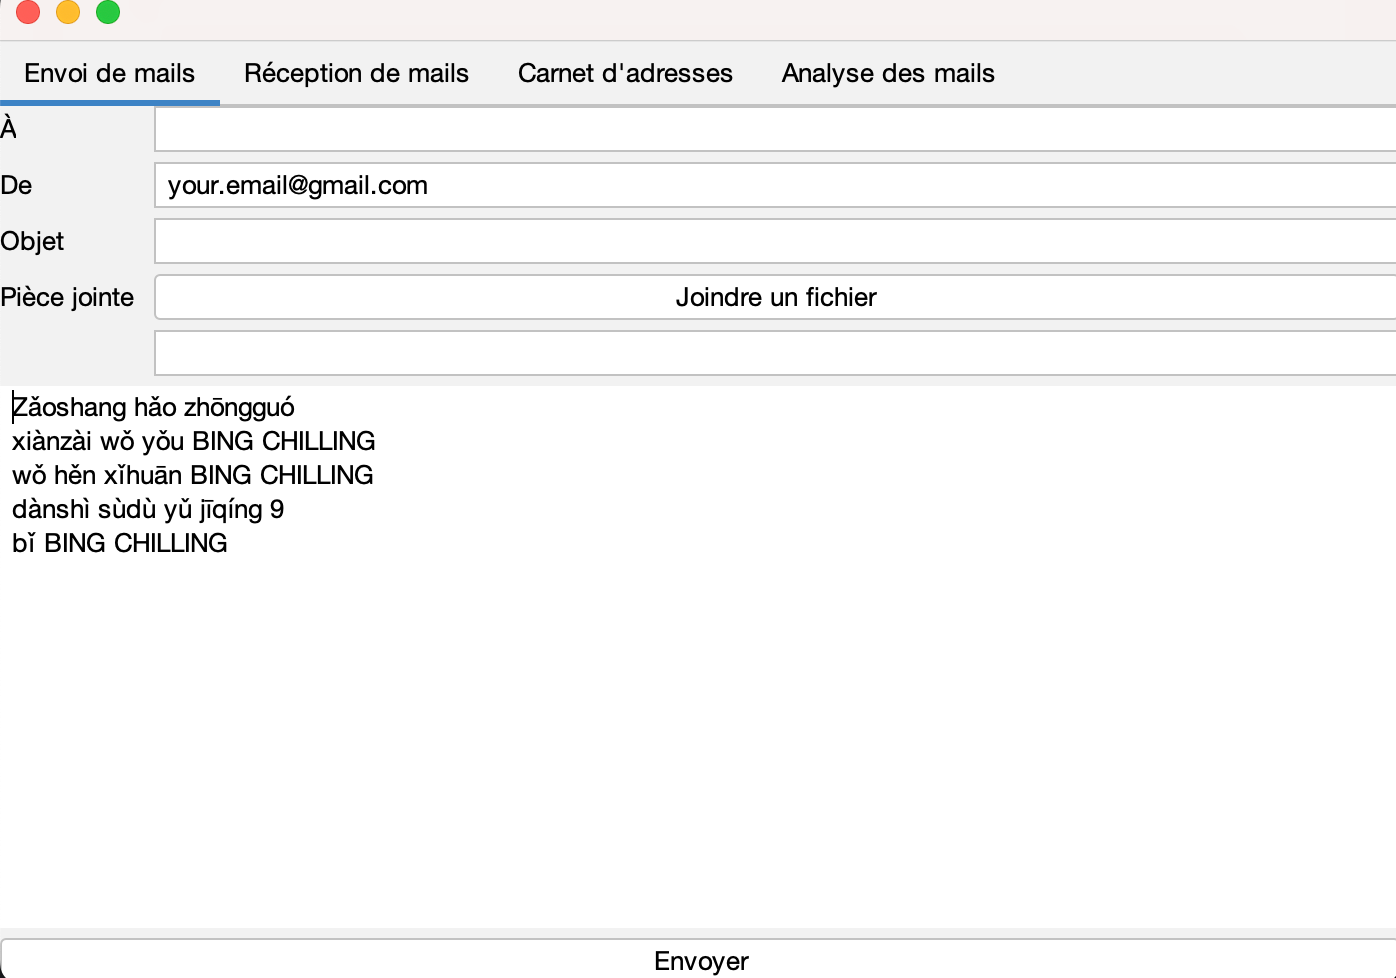 Envoi de mails Réception de mails Carnet d'adresses Analyse des mails
À
De your.email@gmail.com
Objet
Pièce jointe Joindre un fichier
Zǎoshang hǎo zhōngguó
xiànzài wǒ yǒu BING CHILLING
wǒ hěn xǐhuān BING CHILLING
dànshì sùdù yǔ jīqíng 9
bǐ BING CHILLING
Envoyer